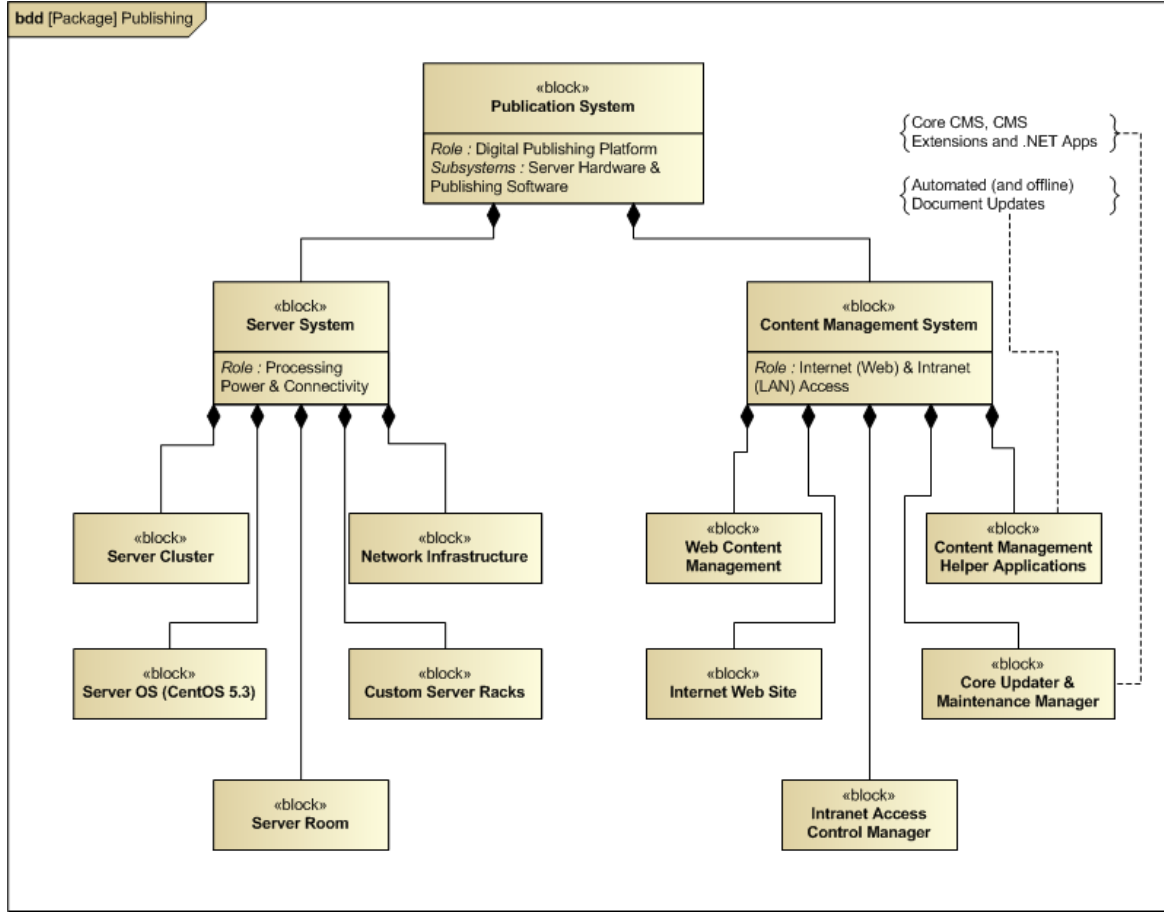 bdd [Package] Publishing
«block»
Publication System
Role : Digital Publishing Platform
Subsystems : Server Hardware &
Publishing Software
Core CMS, CMS
Extensions and .NET Apps
Automated (and offline)
Document Updates
«block»
Server System
Role : Processing
Power & Connectivity
«block»
Content Management System
Role : Internet (Web) & Intranet
(LAN) Access
«block»
Server Cluster
«block»
Network Infrastructure
«block»
Web Content
Management
«block»
Content Management
Helper Applications
«block»
Server OS (CentOS 5.3)
«block»
Custom Server Racks
«block»
Internet Web Site
«block»
Core Updater &
Maintenance Manager
«block»
Server Room
«block»
Intranet Access
Control Manager